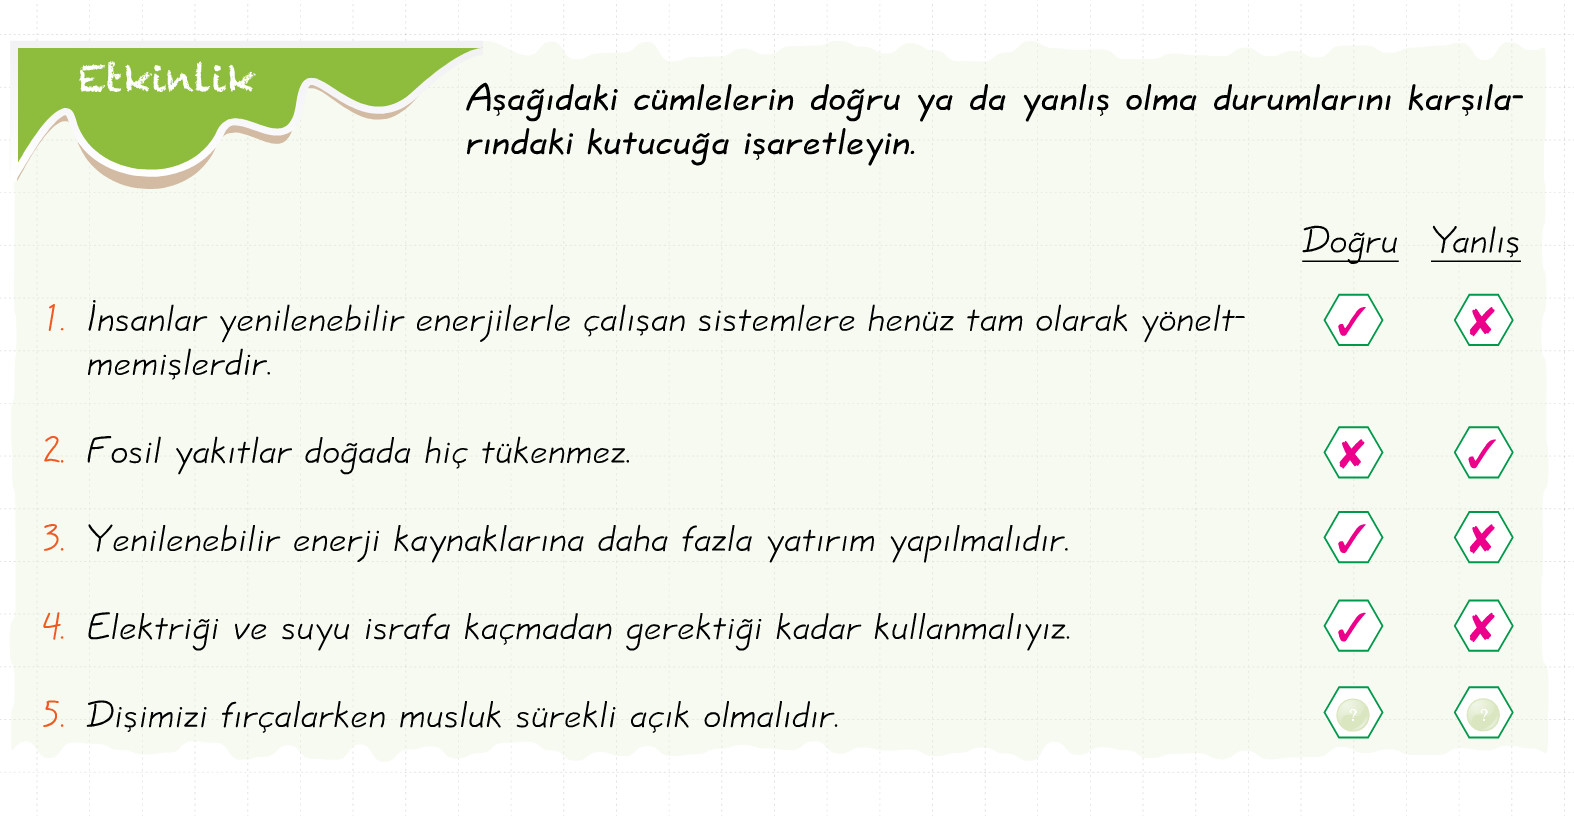 Etkinlik
Aşağıdaki cümlelerin doğru ya da yanlış olma durumlarını karşıla-
rındaki kutucuğa işaretleyin.
Doğru Yanlış
1. İnsanlar yenilenebilir enerjilerle çalışan sistemlere henüz tam olarak yönelt- ✓ ✘
memişlerdir.
2. Fosil yakıtlar doğada hiç tükenmez. ✘ ✓
3. Yenilenebilir enerji kaynaklarına daha fazla yatırım yapılmalıdır. ✓ ✘
4. Elektriği ve suyu israfa kaçmadan gerektiği kadar kullanmalıyız. ✓ ✘
5. Dişimizi fırçalarken musluk sürekli açık olmalıdır. ? ?